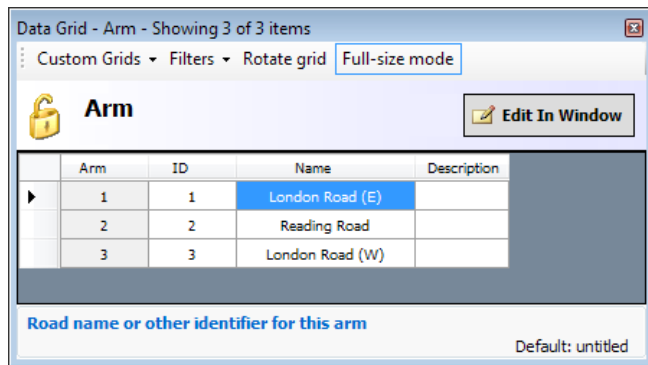 Data Grid - Arm - Showing 3 of 3 items
Custom Grids Filters Rotate grid Full-size mode
Arm Edit In Window
Arm ID Name Description
1 1 London Road (E)
2 2 Reading Road
3 3 London Road (W)
Road name or other identifier for this arm
Default: untitled